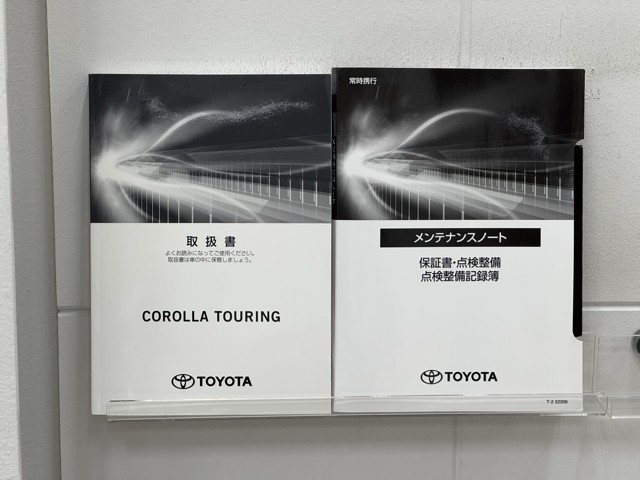 取扱書
よくお読みになってご使用ください。
取扱書は車の中に保管しましょう。
COROLLA TOURING
TOYOTA
常時携行
メンテナンスノート
保証書・点検整備
点検整備記録簿
TOYOTA
T-2 52206